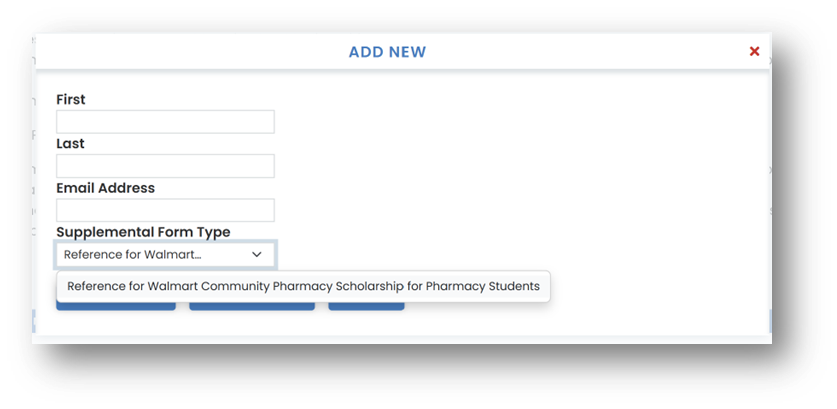 ADD NEW
First
Last
Email Address
Supplemental Form Type
Reference for Walmart...
Reference for Walmart Community Pharmacy Scholarship for Pharmacy Students